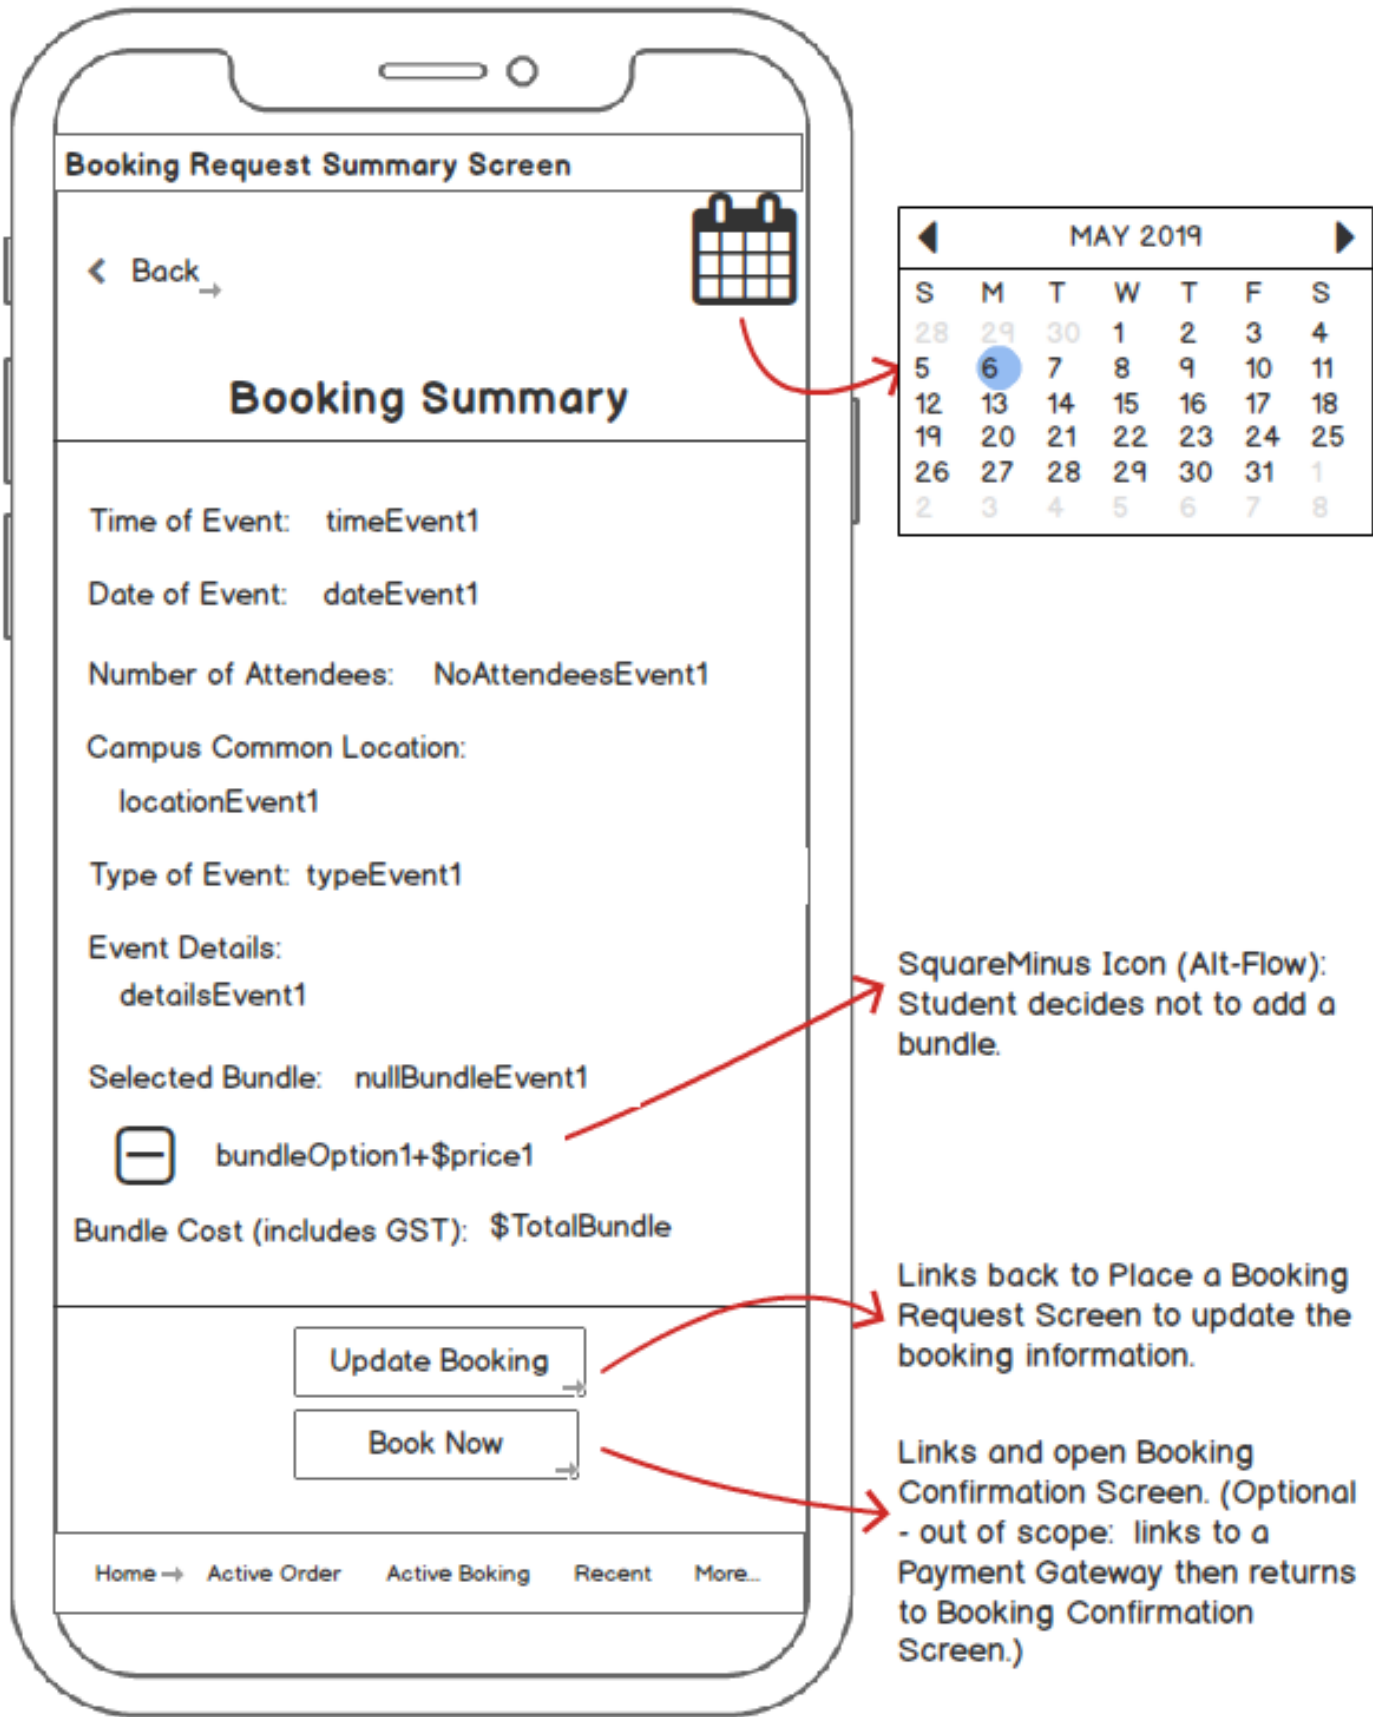 Booking Request Summary Screen
Back
Booking Summary
Time of Event: timeEvent1
Date of Event: dateEvent1
Number of Attendees: NoAttendeesEvent1
Campus Common Location:
locationEvent1
Type of Event: typeEvent1
Event Details:
detailsEvent1
Selected Bundle: nullBundleEvent1
bundleOption1+$price1
Bundle Cost (includes GST): $TotalBundle
Update Booking
Book Now
Home Active Order Active Boking Recent More...
MAY 2019
S M T W T F S
28 29 30 1 2 3 4
5 6 7 8 9 10 11
12 13 14 15 16 17 18
19 20 21 22 23 24 25
26 27 28 29 30 31 1
2 3 4 5 6 7 8
SquareMinus Icon (Alt-Flow):
Student decides not to add a
bundle.
Links back to Place a Booking
Request Screen to update the
booking information.
Links and open Booking
Confirmation Screen. (Optional
- out of scope: links to a
Payment Gateway then returns
to Booking Confirmation
Screen.)